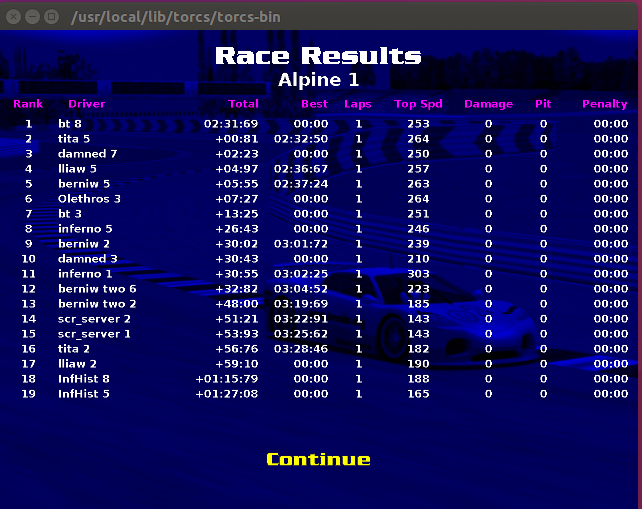 /usr/local/lib/torcs/torcs-bin
Race Results
Alpine 1
Rank Driver Total Best Laps Top Spd Damage Pit Penalty
1 bt 8 02:31:69 00:00 1 253 0 0 00:00
2 tita 5 +00:81 02:32:50 1 264 0 0 00:00
3 damned 7 +02:23 00:00 1 250 0 0 00:00
4 lliaw 5 +04:97 02:36:67 1 257 0 0 00:00
5 berniw 5 +05:55 02:37:24 1 263 0 0 00:00
6 Olethros 3 +07:27 00:00 1 264 0 0 00:00
7 bt 3 +13:25 00:00 1 251 0 0 00:00
8 inferno 5 +26:43 00:00 1 246 0 0 00:00
9 berniw 2 +30:02 03:01:72 1 239 0 0 00:00
10 damned 3 +30:43 00:00 1 210 0 0 00:00
11 inferno 1 +30:55 03:02:25 1 303 0 0 00:00
12 berniw two 6 +32:82 03:04:52 1 223 0 0 00:00
13 berniw two 2 +48:00 03:19:69 1 185 0 0 00:00
14 scr_server 2 +51:21 03:22:91 1 143 0 0 00:00
15 scr_server 1 +53:93 03:25:62 1 143 0 0 00:00
16 tita 2 +56:76 03:28:46 1 182 0 0 00:00
17 lliaw 2 +59:10 00:00 1 190 0 0 00:00
18 InfHist 8 +01:15:79 00:00 1 188 0 0 00:00
19 InfHist 5 +01:27:08 00:00 1 165 0 0 00:00
Continue